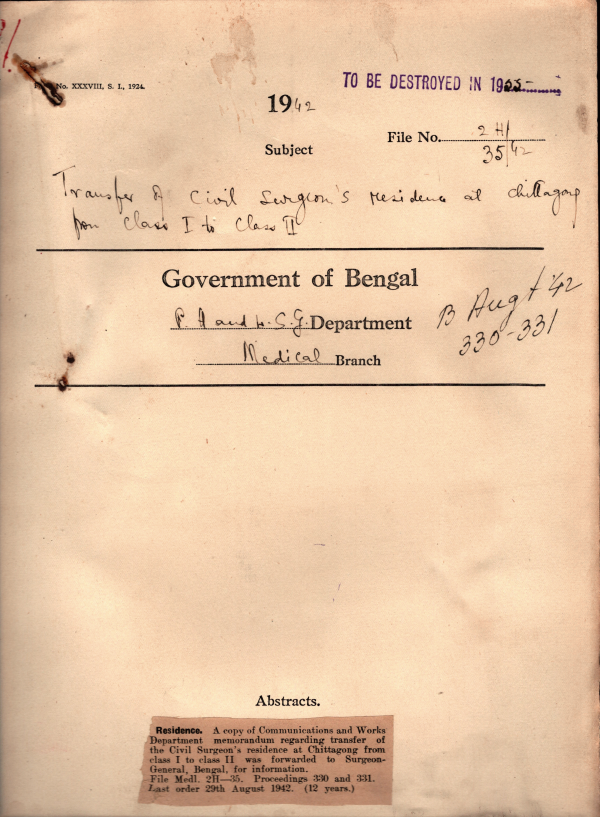 No. XXXVIII, S. I., 1924.
TO BE DESTROYED IN 1955
1942
File No. 2H/
35/42
Subject
Transfer of Civil Surgeon's residence at Chittagong
from Class I to Class II
Government of Bengal
P. H and L. S. G. Department
Medical Branch
B Augt '42
330-331
Abstracts.
Residence. A copy of Communications and Works
Department memorandum regarding transfer of
the Civil Surgeon's residence at Chittagong from
class I to class II was forwarded to Surgeon-
General, Bengal, for information.
File Medl. 2H—35. Proceedings 330 and 331.
Last order 29th August 1942. (12 years.)